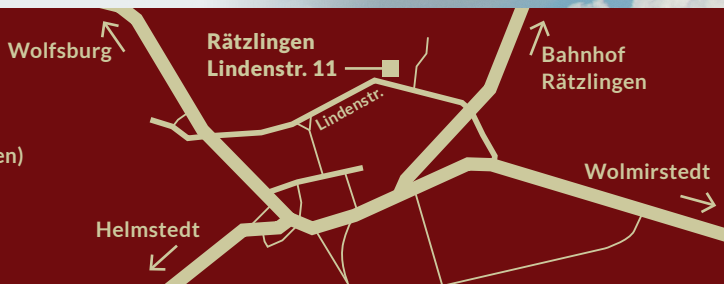 Wolfsburg
Rätzlingen
Lindenstr. 11
Bahnhof
Rätzlingen
Lindenstr.
en)
Wolmirstedt
Helmstedt